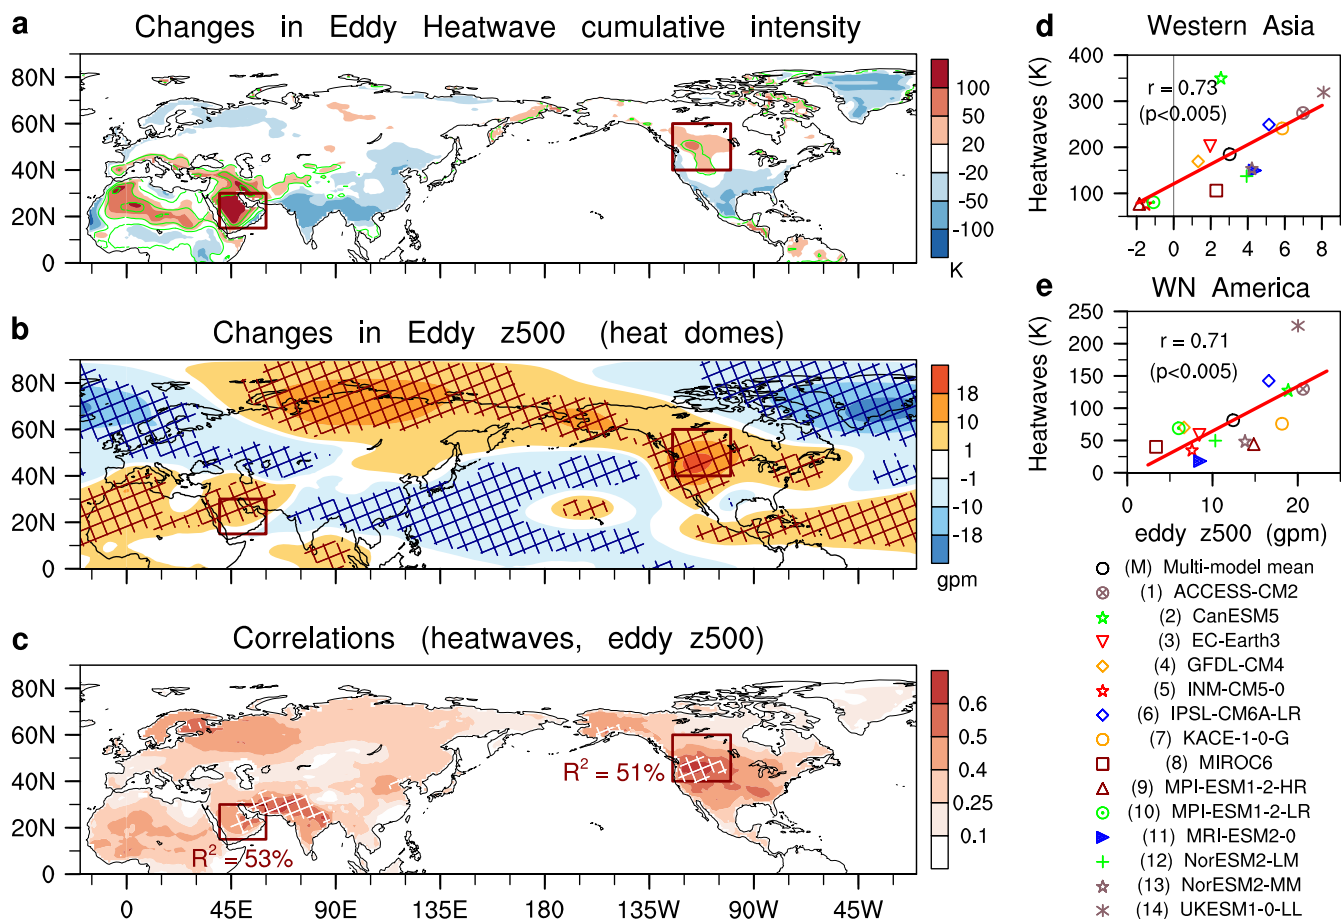 a Changes in Eddy Heatwave cumulative intensity
80N
60N
40N
20N
0
100
50
20
-20
-50
-100
K
b Changes in Eddy z500 (heat domes)
80N
60N
40N
20N
0
18
10
1
-1
-10
-18
gpm
c Correlations (heatwaves, eddy z500)
80N
60N
40N
20N
0
R² = 53%
R² = 51%
0.6
0.5
0.4
0.25
0.1
0 45E 90E 135E 180 135W 90W 45W
d Western Asia
Heatwaves (K)
400
300
200
100
r = 0.73
(p<0.005)
-2 0 2 4 6 8
e WN America
Heatwaves (K)
250
200
150
100
50
0
r = 0.71
(p<0.005)
0 10 20
eddy z500 (gpm)
(M) Multi-model mean
(1) ACCESS-CM2
(2) CanESM5
(3) EC-Earth3
(4) GFDL-CM4
(5) INM-CM5-0
(6) IPSL-CM6A-LR
(7) KACE-1-0-G
(8) MIROC6
(9) MPI-ESM1-2-HR
(10) MPI-ESM1-2-LR
(11) MRI-ESM2-0
(12) NorESM2-LM
(13) NorESM2-MM
(14) UKESM1-0-LL